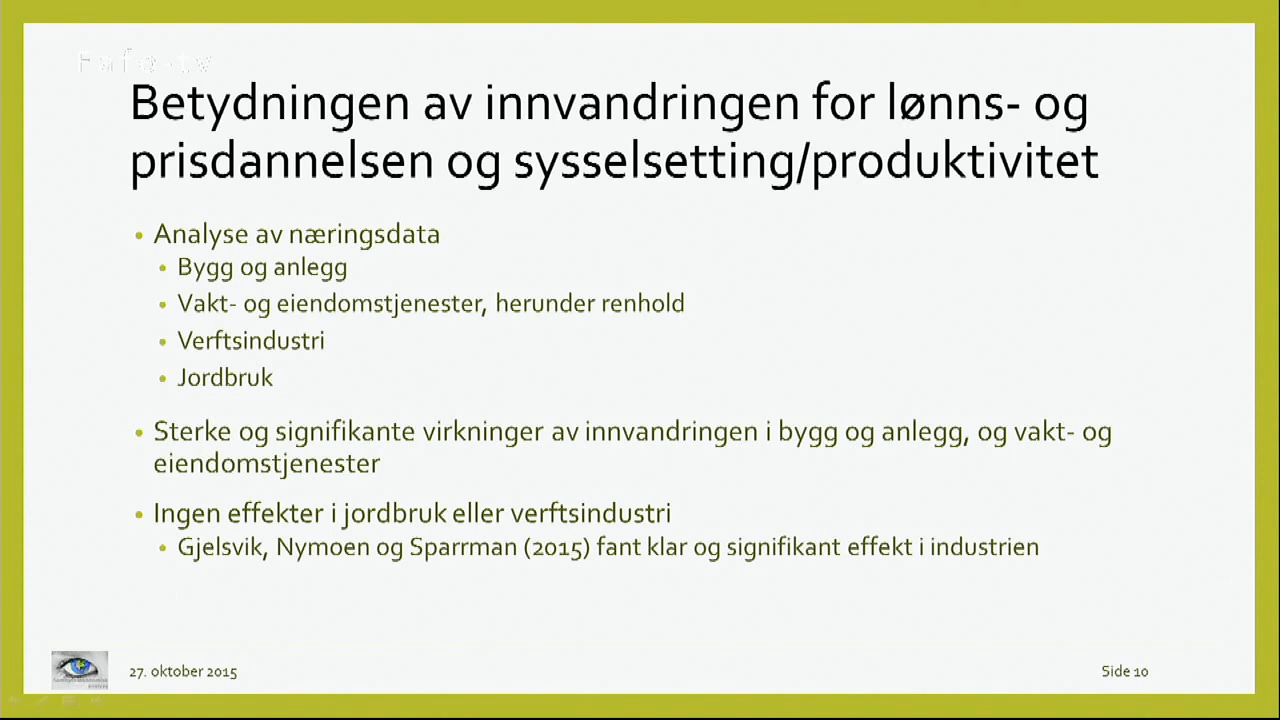 Fafo-tv
Betydningen av innvandringen for lønns- og
prisdannelsen og sysselsetting/produktivitet
• Analyse av næringsdata
• Bygg og anlegg
• Vakt- og eiendomstjenester, herunder renhold
• Verftsindustri
• Jordbruk
• Sterke og signifikante virkninger av innvandringen i bygg og anlegg, og vakt- og
eiendomstjenester
• Ingen effekter i jordbruk eller verftsindustri
• Gjelsvik, Nymoen og Sparrman (2015) fant klar og signifikant effekt i industrien
27. oktober 2015
Side 10